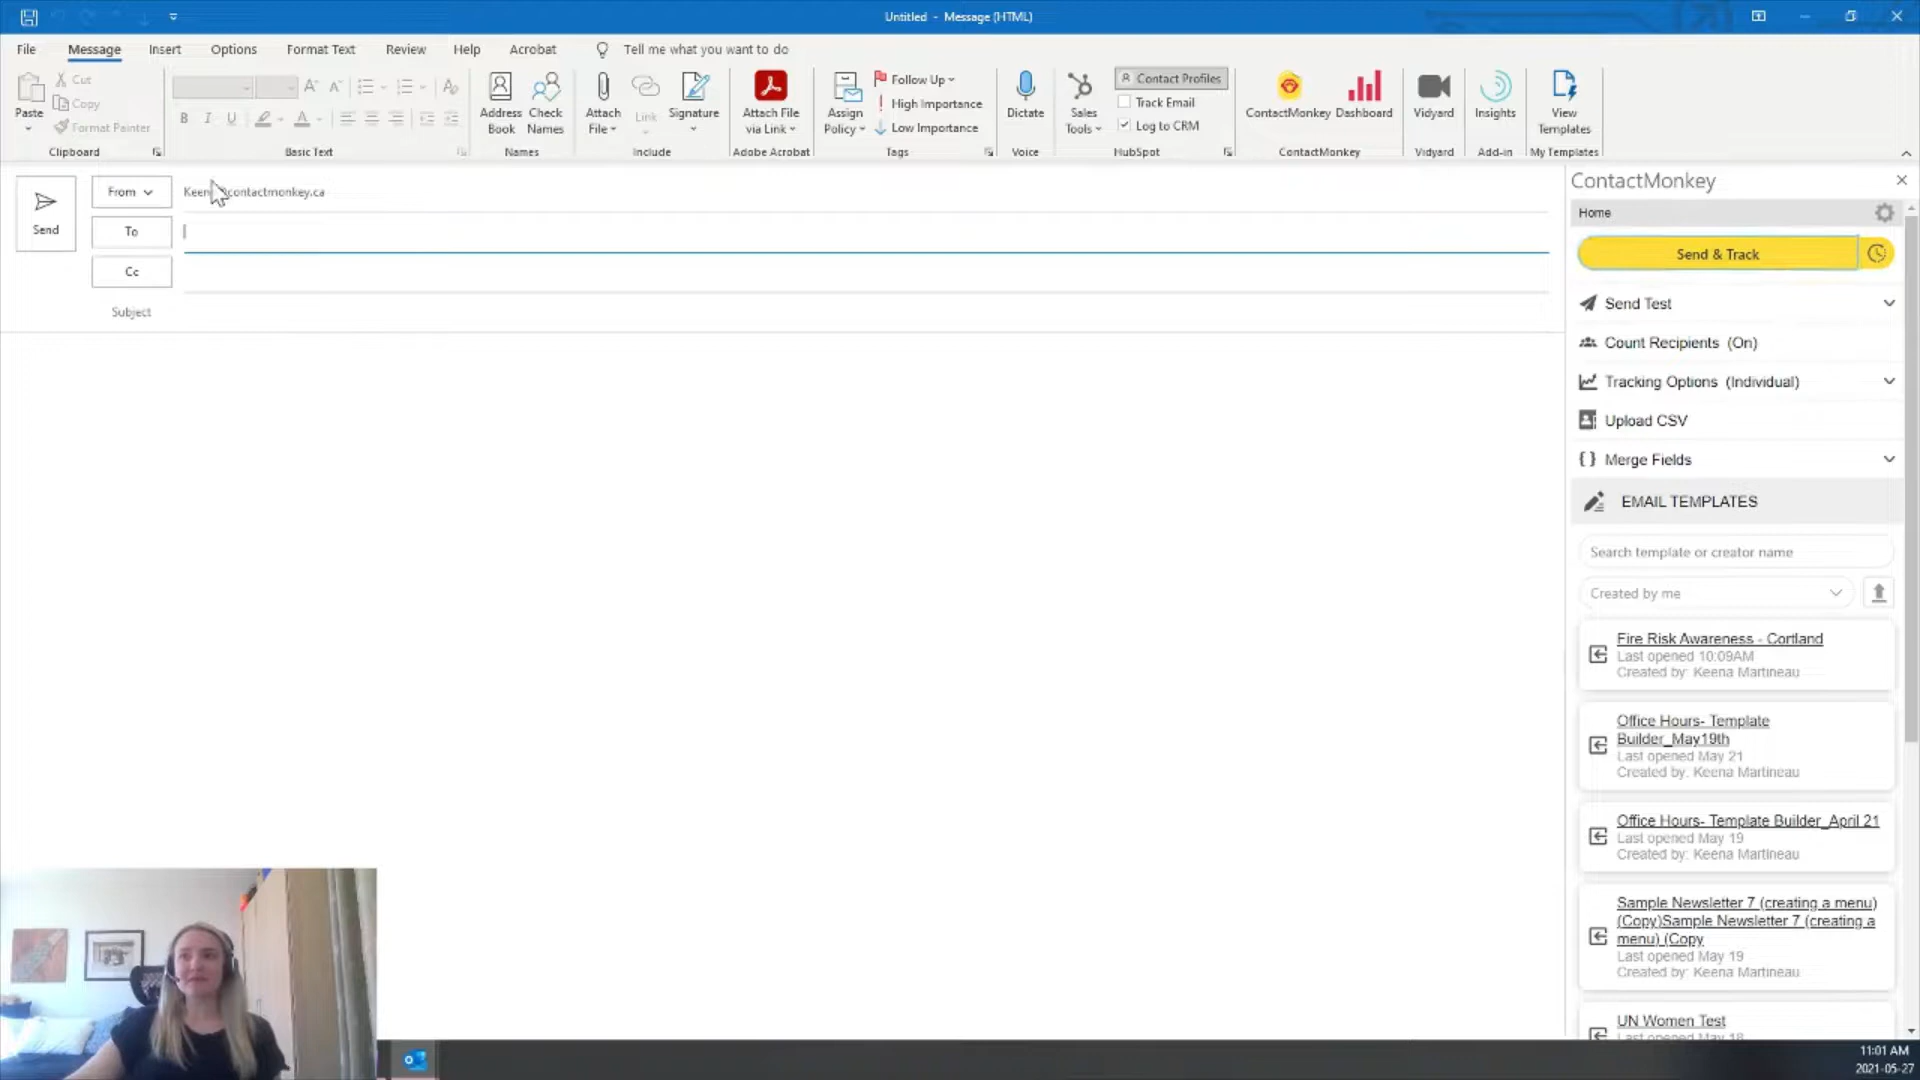 Untitled - Message (HTML)
File Message Insert Options Format Text Review Help Acrobat Tell me what you want to do
Paste
Cut
Copy
Format Painter
Clipboard
B I U
Basic Text
Address Book
Check Names
Names
Attach File
Link
Signature
Include
Attach File via Link
Adobe Acrobat
Assign Policy
Follow Up
High Importance
Low Importance
Tags
Dictate
Voice
Sales Tools
Contact Profiles
Track Email
Log to CRM
HubSpot
ContactMonkey
Dashboard
ContactMonkey
Vidyard
Vidyard
Insights
Add-in
View Templates
My Templates
Send
From
contactmonkey.ca
To
Cc
Subject
ContactMonkey
Home
Send & Track
Send Test
Count Recipients (On)
Tracking Options (Individual)
Upload CSV
{ } Merge Fields
EMAIL TEMPLATES
Search template or creator name
Created by me
Fire Risk Awareness - Cortland
Last opened 10:09AM
Created by: Keena Martineau
Office Hours- Template
Builder_May19th
Last opened May 21
Created by: Keena Martineau
Office Hours- Template Builder_April 21
Last opened May 19
Created by: Keena Martineau
Sample Newsletter 7 (creating a menu)
(Copy)Sample Newsletter 7 (creating a
menu) (Copy
Last opened May 19
Created by: Keena Martineau
UN Women Test
Last opened May 18
11:01 AM
2021-05-27